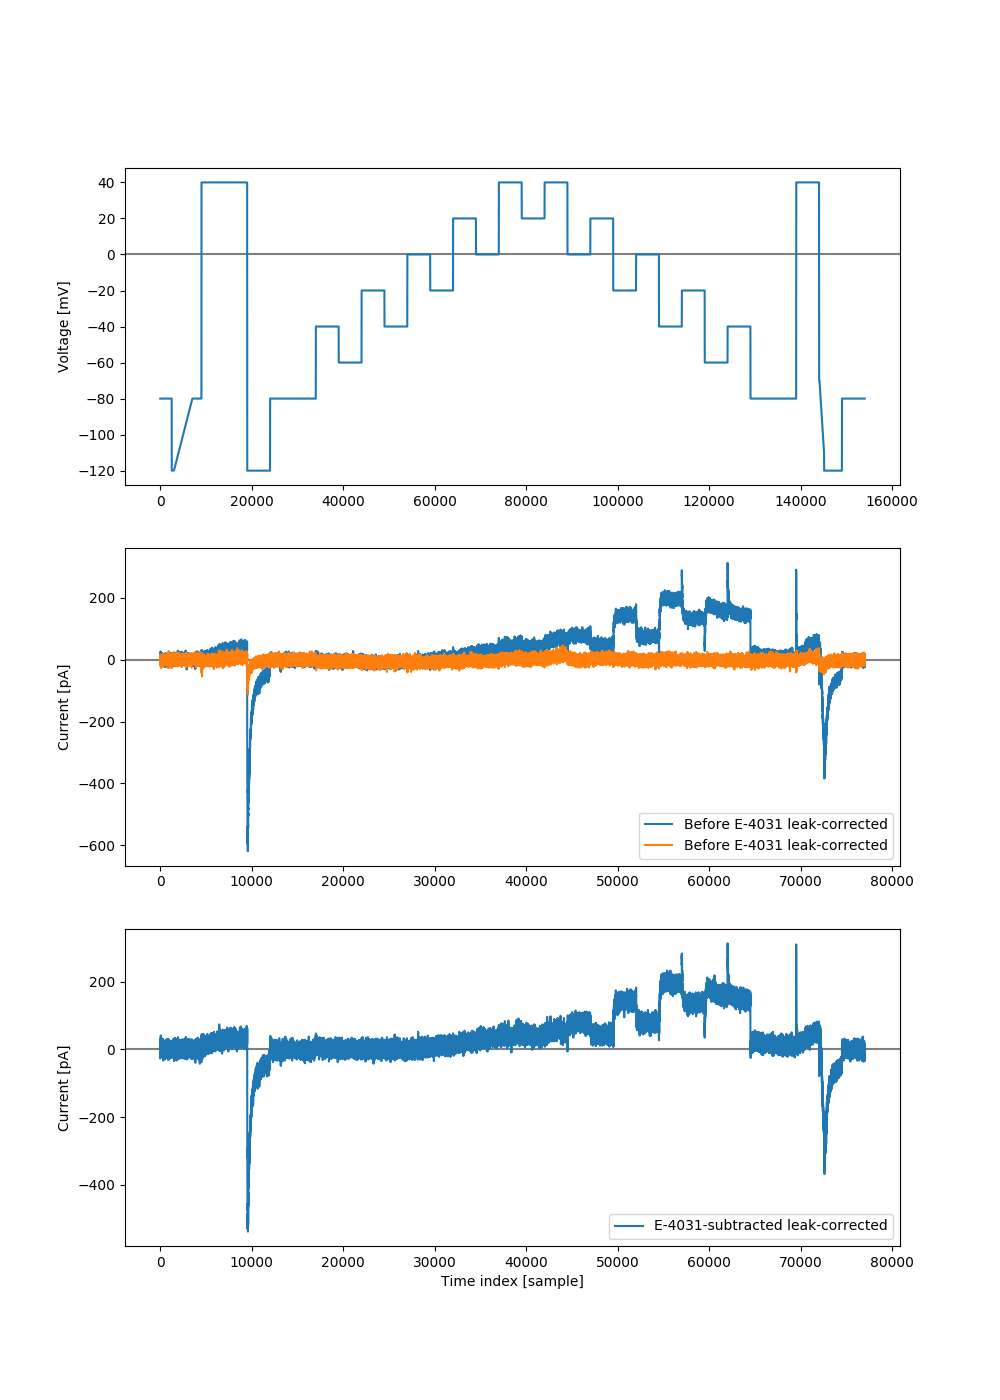 40
20
0
−20
−40
−60
−80
−100
−120
Voltage [mV]
0 20000 40000 60000 80000 100000 120000 140000 160000
200
0
−200
−400
−600
Current [pA]
Before E-4031 leak-corrected
Before E-4031 leak-corrected
0 10000 20000 30000 40000 50000 60000 70000 80000
200
0
−200
−400
Current [pA]
E-4031-subtracted leak-corrected
0 10000 20000 30000 40000 50000 60000 70000 80000
Time index [sample]